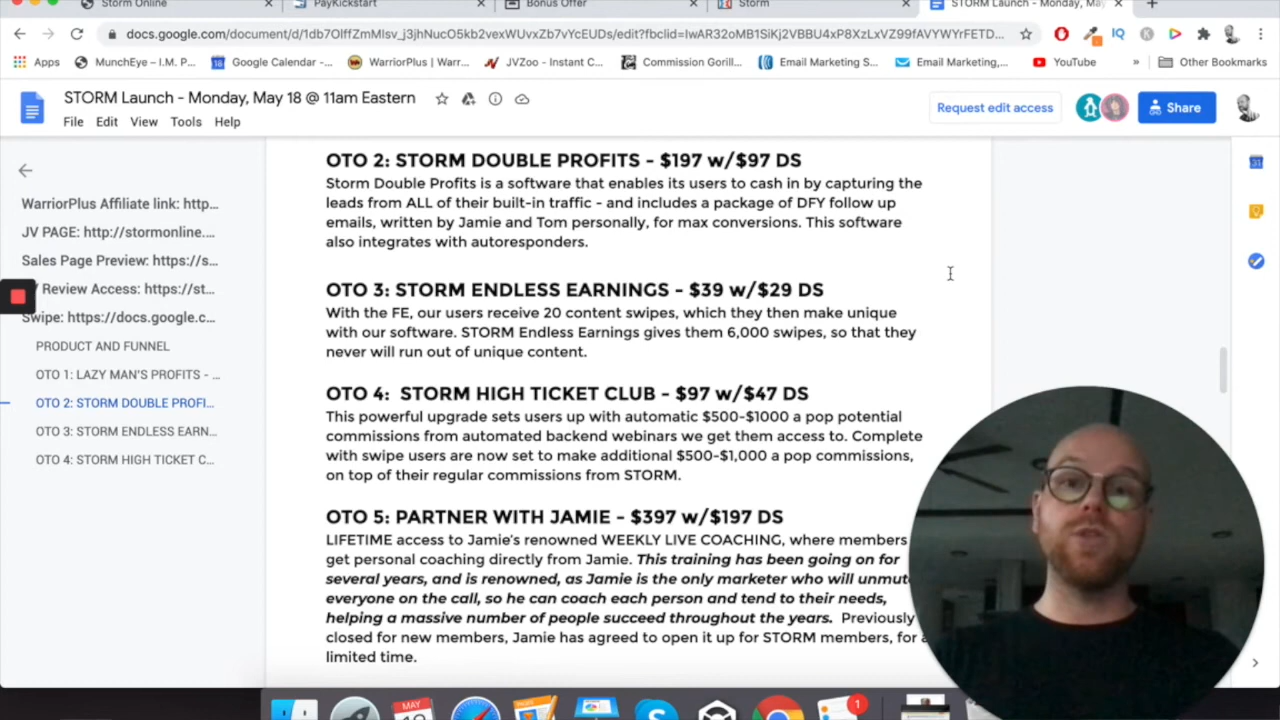 Storm Online
PayKickstart
Bonus Offer
Storm
STORM Launch - Monday, May
docs.google.com/document/d/
Apps
MunchEye – I.M. P...
Google Calendar -...
WarriorPlus | Warr...
JVZoo - Instant C...
Commission Gorill...
Email Marketing S...
Email Marketing,...
YouTube
»
Other Bookmarks
STORM Launch - Monday, May 18 @ 11am Eastern
File Edit View Tools Help
Request edit access
Share
WarriorPlus Affiliate link: http...
JV PAGE: http://stormonline....
Sales Page Preview: https://s...
Review Access: https://st...
Swipe: https://docs.google.c...
PRODUCT AND FUNNEL
OTO 1: LAZY MAN'S PROFITS - ...
OTO 2: STORM DOUBLE PROFI...
OTO 3: STORM ENDLESS EARN...
OTO 4: STORM HIGH TICKET C...
OTO 2: STORM DOUBLE PROFITS - $197 w/$97 DS
Storm Double Profits is a software that enables its users to cash in by capturing the
leads from ALL of their built-in traffic - and includes a package of DFY follow up
emails, written by Jamie and Tom personally, for max conversions. This software
also integrates with autoresponders.
OTO 3: STORM ENDLESS EARNINGS - $39 w/$29 DS
With the FE, our users receive 20 content swipes, which they then make unique
with our software. STORM Endless Earnings gives them 6,000 swipes, so that they
never will run out of unique content.
OTO 4: STORM HIGH TICKET CLUB - $97 w/$47 DS
This powerful upgrade sets users up with automatic $500-$1000 a pop potential
commissions from automated backend webinars we get them access to. Complete
with swipe users are now set to make additional $500-$1,000 a pop commissions,
on top of their regular commissions from STORM.
OTO 5: PARTNER WITH JAMIE - $397 w/$197 DS
LIFETIME access to Jamie's renowned WEEKLY LIVE COACHING, where members
get personal coaching directly from Jamie. This training has been going on for
several years, and is renowned, as Jamie is the only marketer who will unmute
everyone on the call, so he can coach each person and tend to their needs,
helping a massive number of people succeed throughout the years. Previously
closed for new members, Jamie has agreed to open it up for STORM members, for a
limited time.
MAY
1